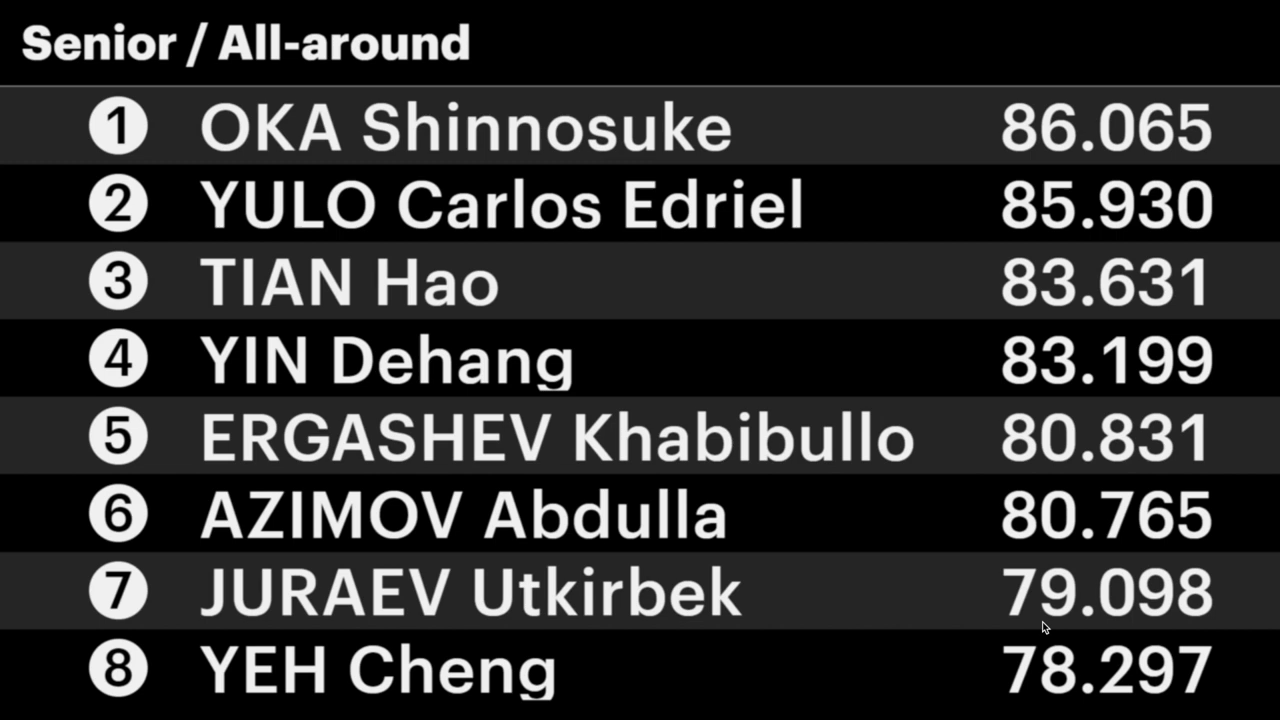 Senior / All-around
1 OKA Shinnosuke 86.065
2 YULO Carlos Edriel 85.930
3 TIAN Hao 83.631
4 YIN Dehang 83.199
5 ERGASHEV Khabibullo 80.831
6 AZIMOV Abdulla 80.765
7 JURAEV Utkirbek 79.098
8 YEH Cheng 78.297